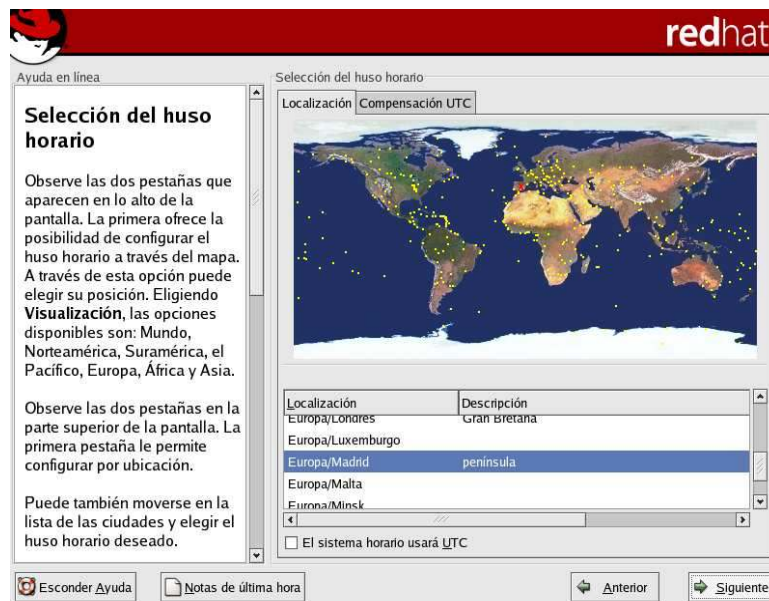 redhat
Ayuda en línea
Selección del huso
horario
Observe las dos pestañas que
aparecen en lo alto de la
pantalla. La primera ofrece la
posibilidad de configurar el
huso horario a través del mapa.
A través de esta opción puede
elegir su posición. Eligiendo
Visualización, las opciones
disponibles son: Mundo,
Norteamérica, Suramérica, el
Pacífico, Europa, África y Asia.
Observe las dos pestañas en la
parte superior de la pantalla. La
primera pestaña le permite
configurar por ubicación.
Puede también moverse en la
lista de las ciudades y elegir el
huso horario deseado.
Selección del huso horario
Localización Compensación UTC
Localización Descripción
Europa/Londres Gran Bretaña
Europa/Luxemburgo
Europa/Madrid península
Europa/Malta
Europa/Minsk
El sistema horario usará UTC
Esconder Ayuda Notas de última hora Anterior Siguiente